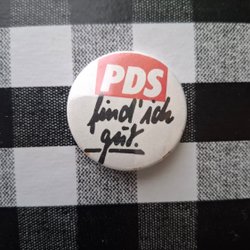 PDS
find' ich
gut.